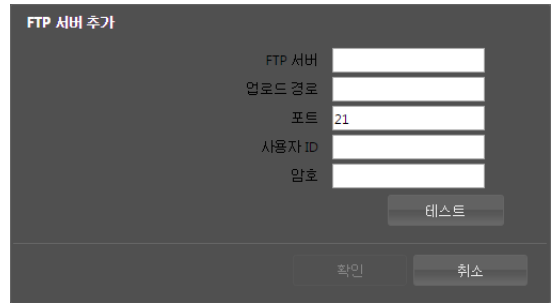 FTP 서버 추가
FTP 서버
업로드 경로
포트 21
사용자 ID
암호
테스트
확인 취소